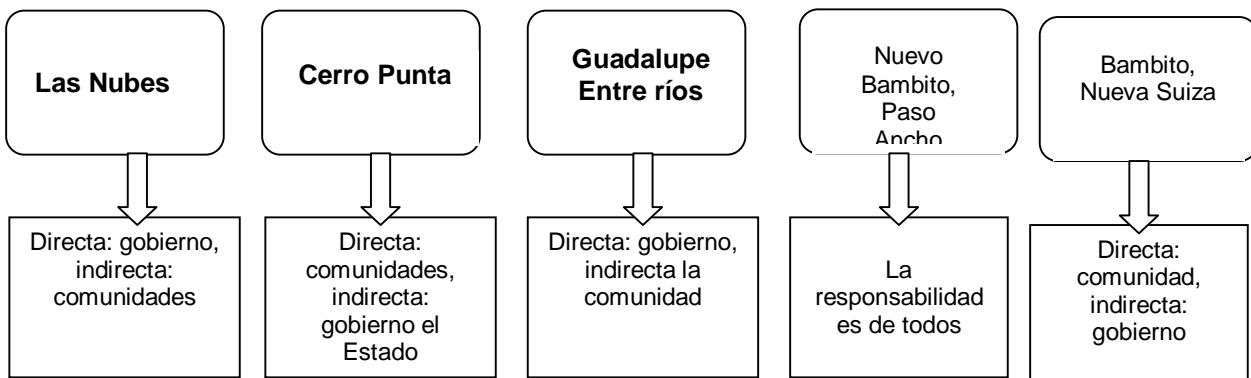 Las Nubes
Cerro Punta
Guadalupe
Entre ríos
Nuevo
Bambito,
Paso
Ancho
Bambito,
Nueva Suiza
Directa: gobierno,
indirecta:
comunidades
Directa:
comunidades,
indirecta:
gobierno el
Estado
Directa: gobierno,
indirecta la
comunidad
La
responsabilidad
es de todos
Directa:
comunidad,
indirecta:
gobierno